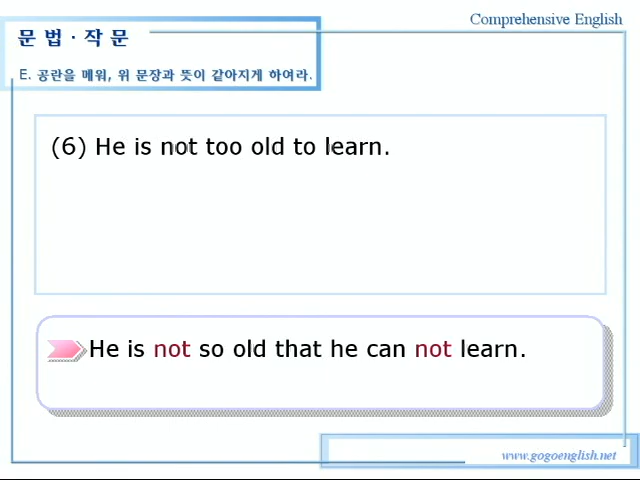 Comprehensive English
문 법 · 작 문
E. 공란을 메워, 위 문장과 뜻이 같아지게 하여라.
(6) He is not too old to learn.
He is not so old that he can not learn.
www.gogoenglish.net